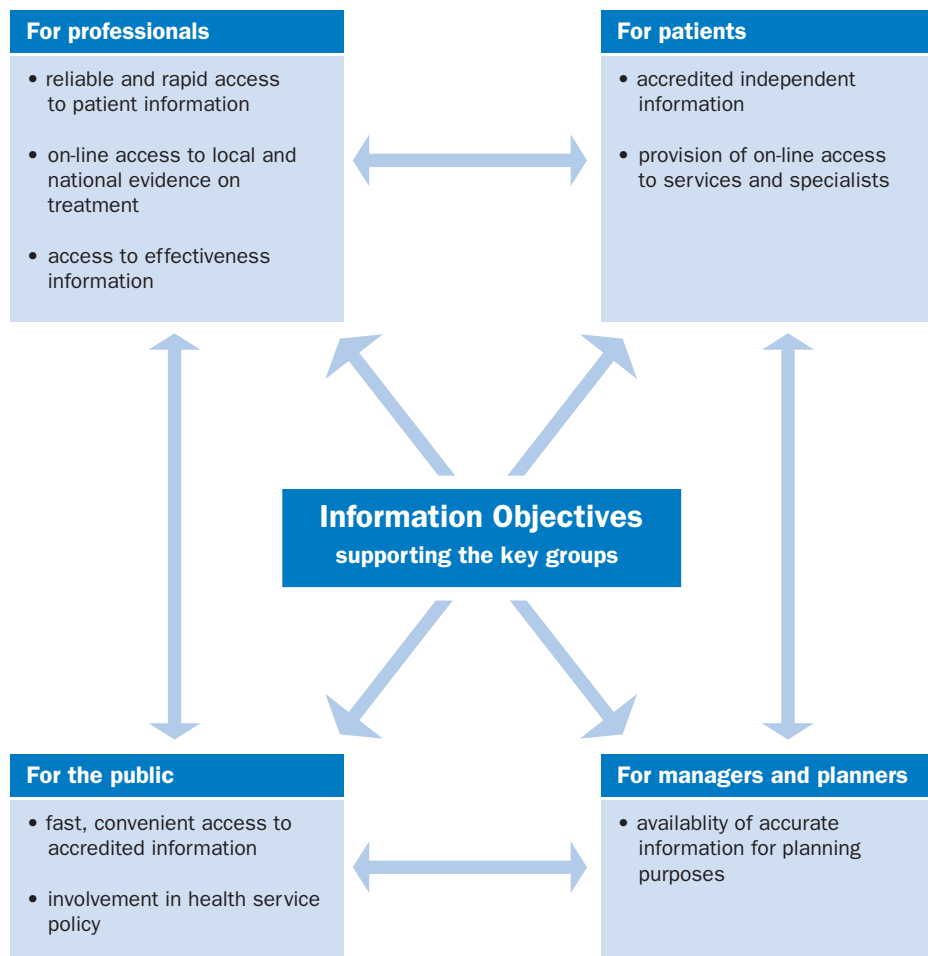 For professionals
• reliable and rapid access
to patient information
• on-line access to local and
national evidence on
treatment
• access to effectiveness
information
For patients
• accredited independent
information
• provision of on-line access
to services and specialists
Information Objectives
supporting the key groups
For the public
• fast, convenient access to
accredited information
• involvement in health service
policy
For managers and planners
• availablity of accurate
information for planning
purposes